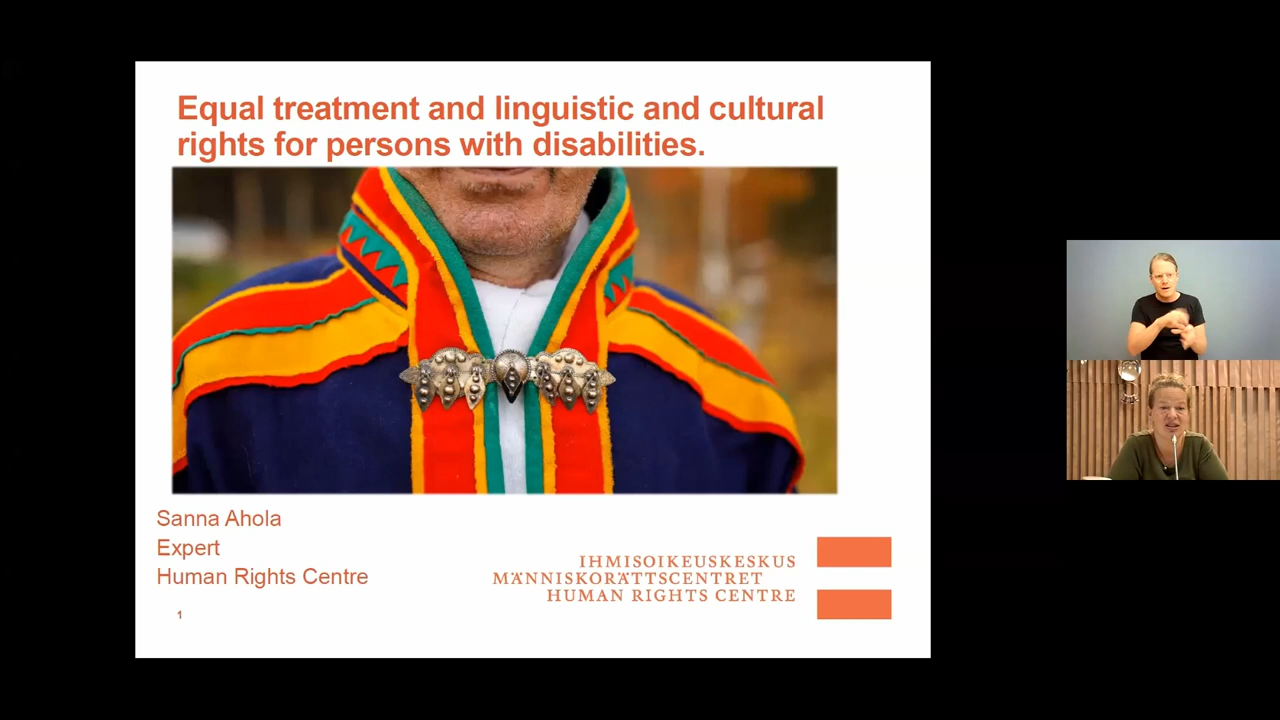 Equal treatment and linguistic and cultural
rights for persons with disabilities.
Sanna Ahola
Expert
Human Rights Centre
IHMISOIKEUSKESKUS
MÄNNISKORÄTTSCENTRET
HUMAN RIGHTS CENTRE
1